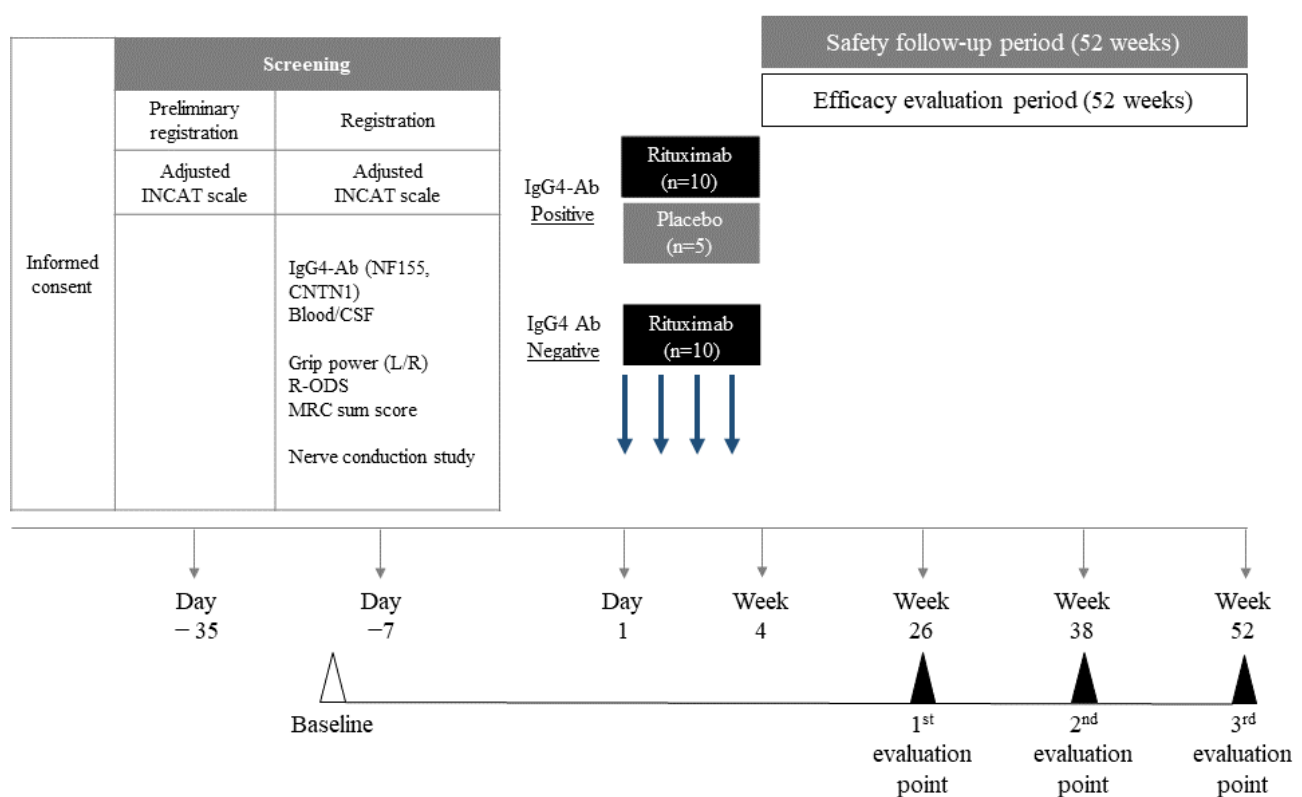 Safety follow-up period (52 weeks)
Efficacy evaluation period (52 weeks)
Screening
Preliminary
registration
Registration
Adjusted
INCAT scale
Adjusted
INCAT scale
Informed
consent
IgG4-Ab (NF155,
CNTN1)
Blood/CSF
Grip power (L/R)
R-ODS
MRC sum score
Nerve conduction study
IgG4-Ab
Positive
Rituximab
(n=10)
Placebo
(n=5)
IgG4 Ab
Negative
Rituximab
(n=10)
Day
−35
Day
−7
Day
1
Week
4
Week
26
Week
38
Week
52
Baseline
1st
evaluation
point
2nd
evaluation
point
3rd
evaluation
point